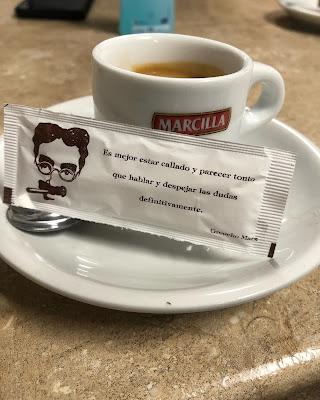 MARCILLA
Es mejor estar callado y parecer tonto
que hablar y despejar las dudas
definitivamente.
Groucho Marx